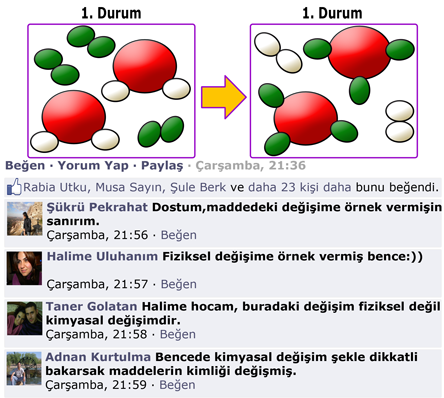 1. Durum 1. Durum
Beğen · Yorum Yap · Paylaş · Çarşamba, 21:36
Rabia Utku, Musa Sayın, Şule Berk ve daha 23 kişi daha bunu beğendi.
Şükrü Pekrahat Dostum,maddedeki değişime örnek vermişin
sanırım.
Çarşamba, 21:56 · Beğen
Halime Uluhanım Fiziksel değişime örnek vermiş bence:))
Çarşamba, 21:57 · Beğen
Taner Golatan Halime hocam, buradaki değişim fiziksel değil
kimyasal değişimdir.
Çarşamba, 21:58 · Beğen
Adnan Kurtulma Bencede kimyasal değişim şekle dikkatli
bakarsak maddelerin kimliği değişmiş.
Çarşamba, 21:59 · Beğen